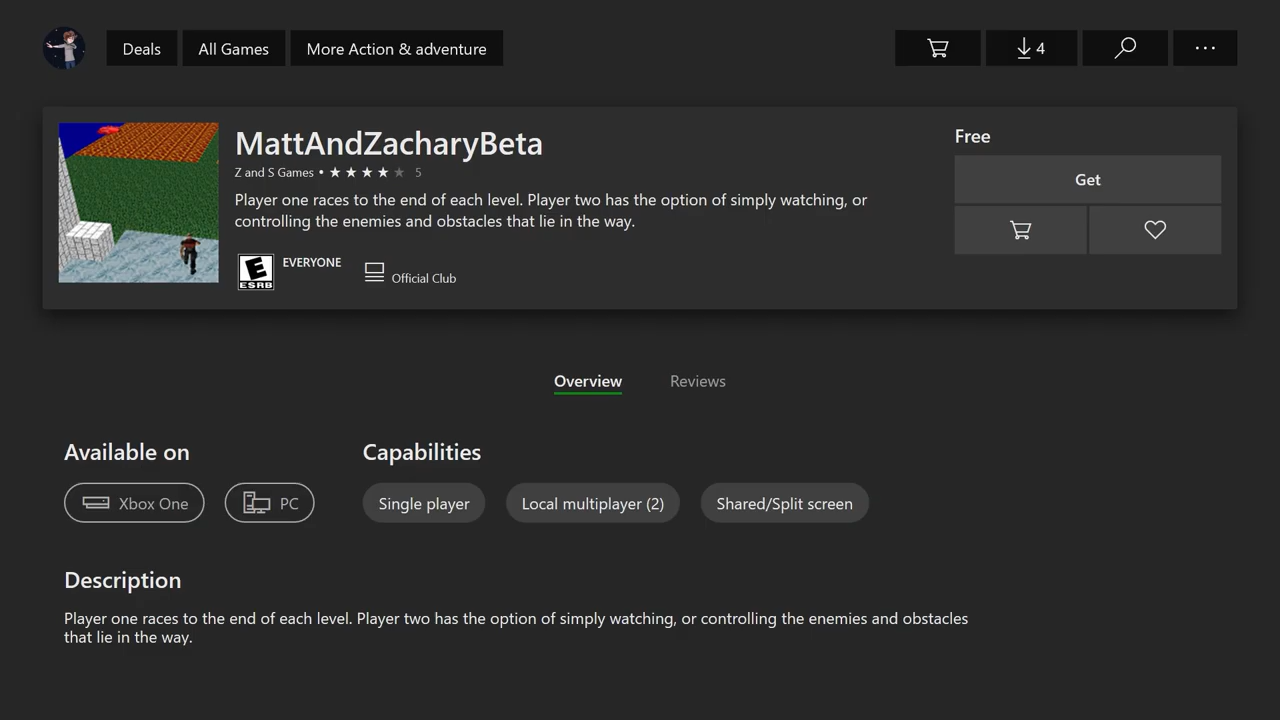 Deals
All Games
More Action & adventure
4
MattAndZacharyBeta
Z and S Games • ★ ★ ★ ★ ★ 5
Player one races to the end of each level. Player two has the option of simply watching, or
controlling the enemies and obstacles that lie in the way.
E
ESRB
EVERYONE
Official Club
Free
Get
Overview
Reviews
Available on
Xbox One
PC
Capabilities
Single player
Local multiplayer (2)
Shared/Split screen
Description
Player one races to the end of each level. Player two has the option of simply watching, or controlling the enemies and obstacles
that lie in the way.